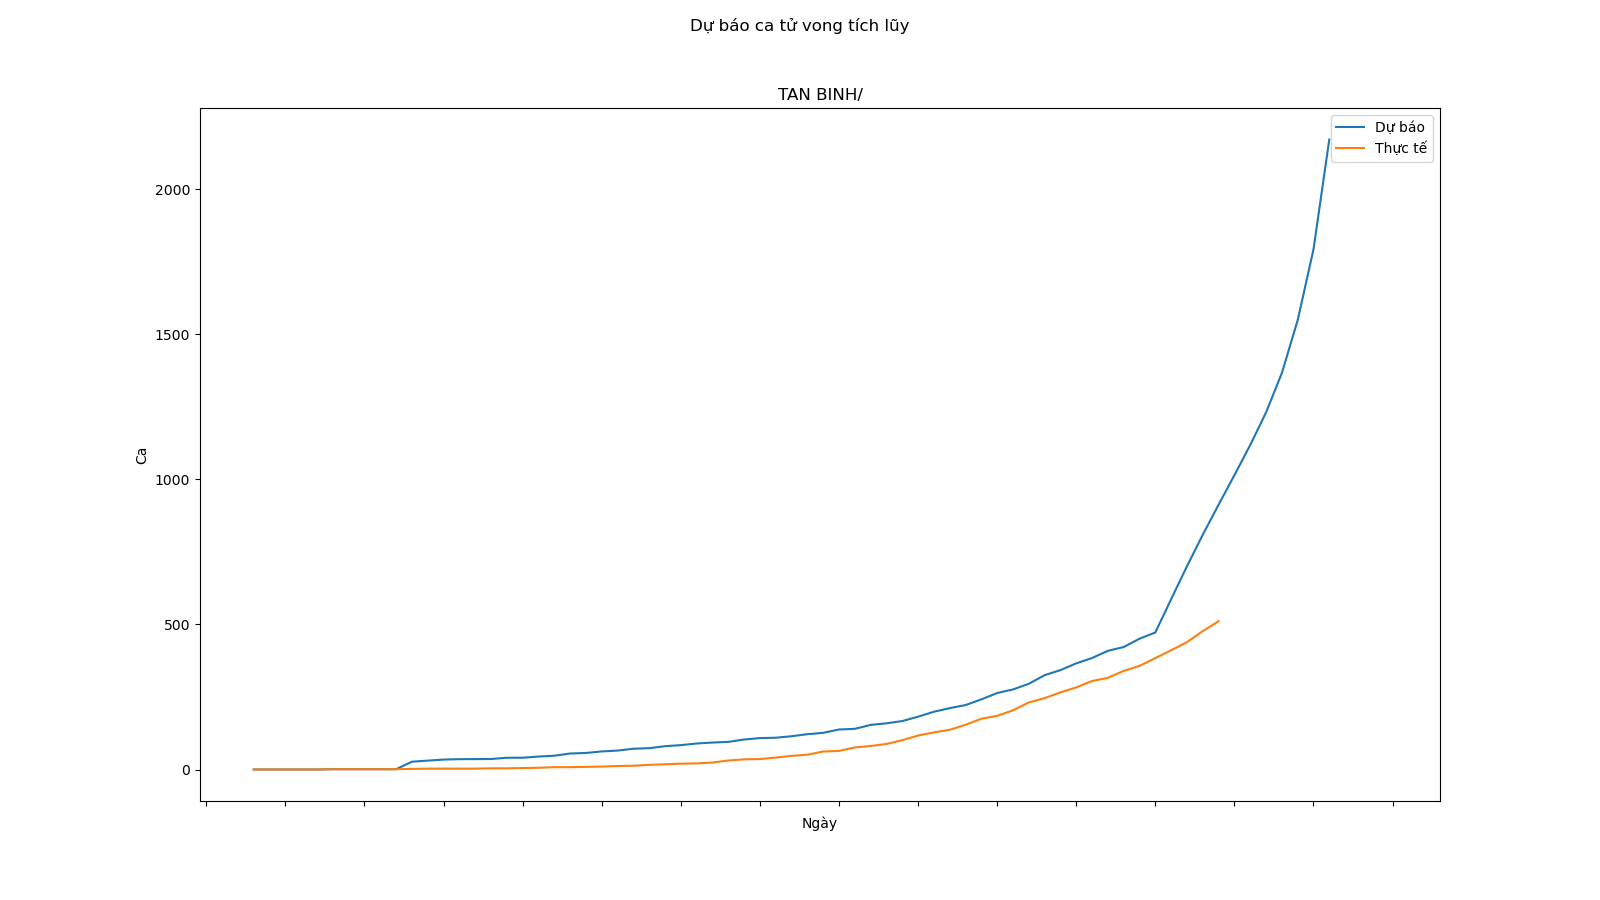 Dự báo ca tử vong tích lũy
TAN BINH/
Dự báo
Thực tế
2000
1500
1000
500
0
Ca
Ngày